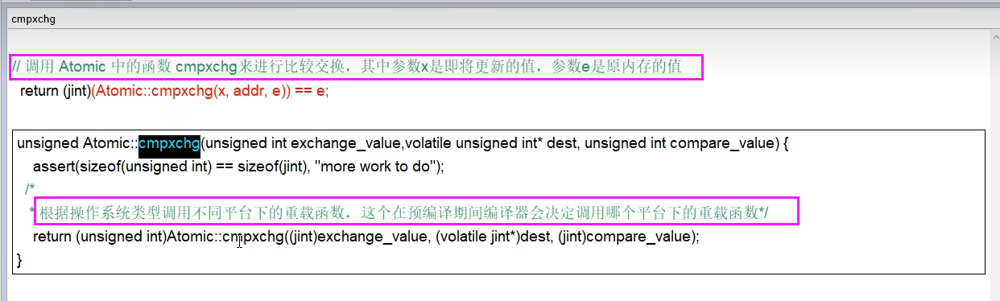 cmpxchg
// 调用 Atomic 中的函数 cmpxchg来进行比较交换，其中参数x是即将更新的值，参数e是原内存的值
return (jint)(Atomic::cmpxchg(x, addr, e)) == e;
unsigned Atomic::cmpxchg(unsigned int exchange_value,volatile unsigned int* dest, unsigned int compare_value) {
assert(sizeof(unsigned int) == sizeof(jint), "more work to do");
/*
* 根据操作系统类型调用不同平台下的重载函数，这个在预编译期间编译器会决定调用哪个平台下的重载函数*/
return (unsigned int)Atomic::cmpxchg((jint)exchange_value, (volatile jint*)dest, (jint)compare_value);
}